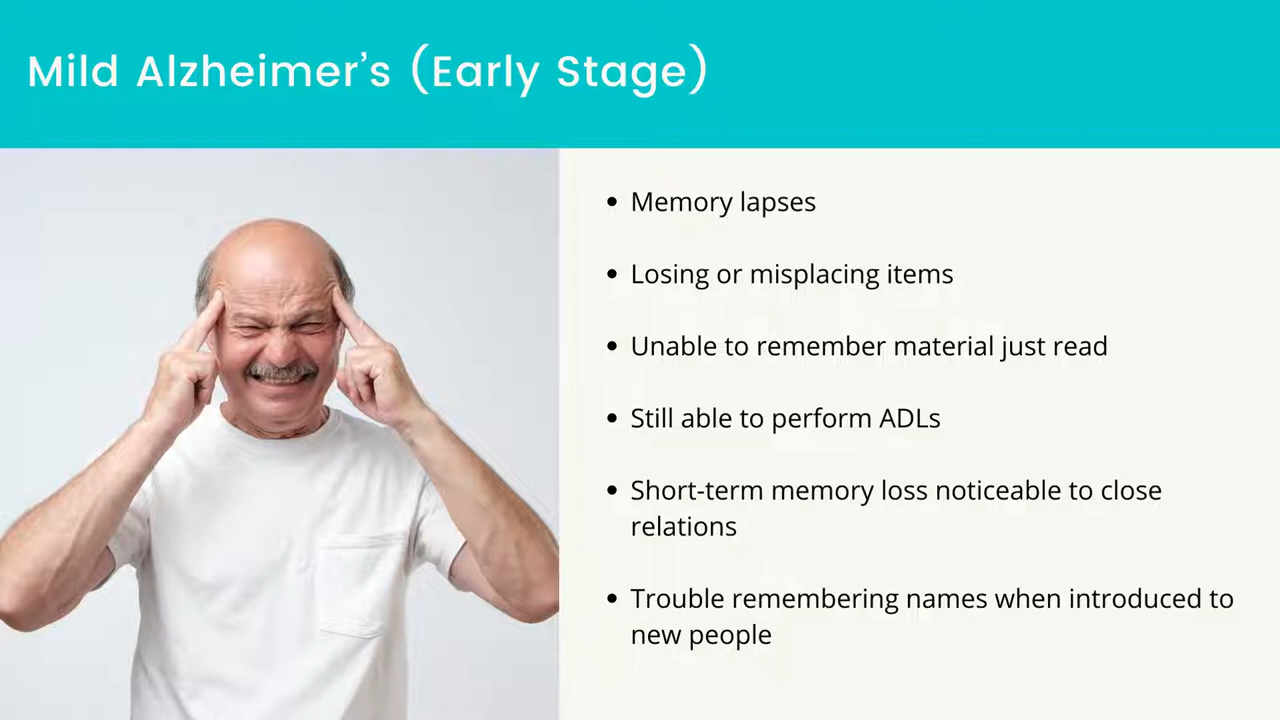 Mild Alzheimer's (Early Stage)
• Memory lapses
• Losing or misplacing items
• Unable to remember material just read
• Still able to perform ADLs
• Short-term memory loss noticeable to close
relations
• Trouble remembering names when introduced to
new people